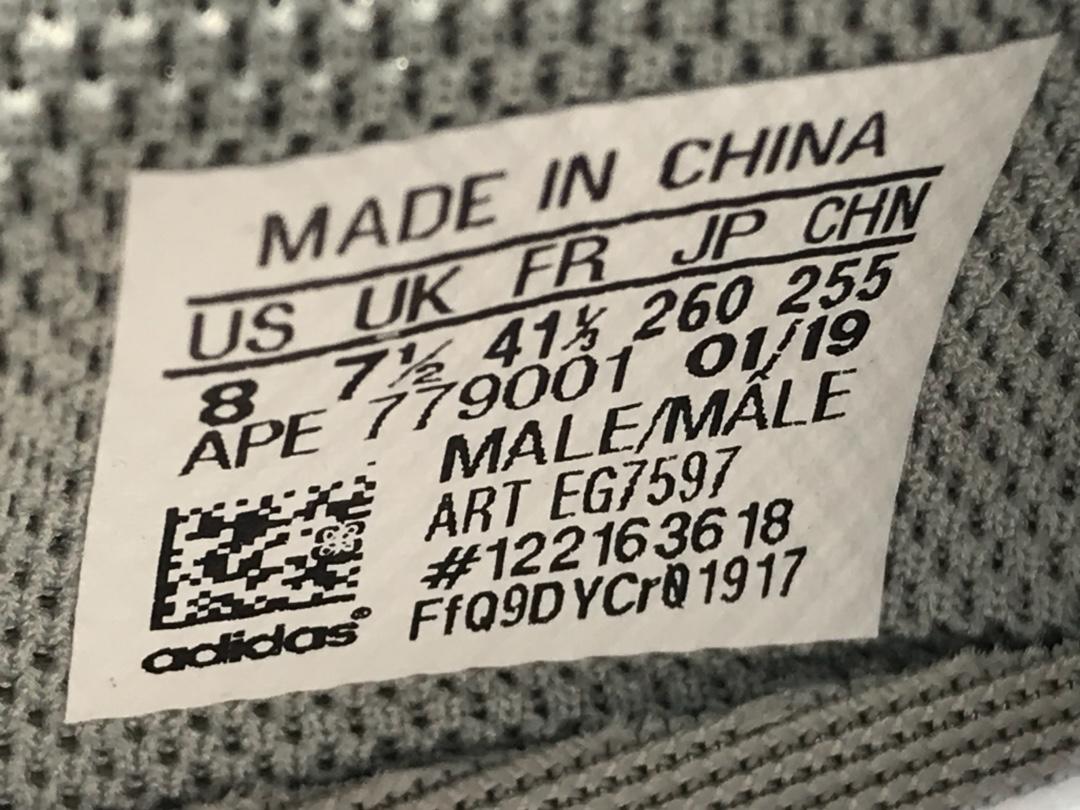 MADE IN CHINA
US UK FR JP CHN
8 7½ 41⅓ 260 255
APE 779001 01/19
MALE/MÂLE
ART EG7597
#122163618
FfQ9DYCrQ1917
adidas®